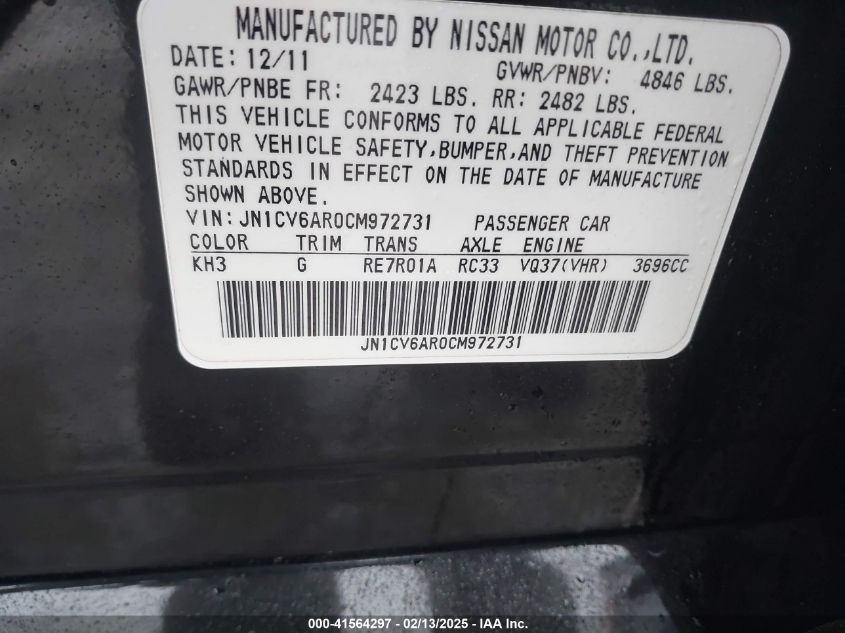 MANUFACTURED BY NISSAN MOTOR CO.,LTD.
DATE: 12/11 GVWR/PNBV: 4846 LBS.
GAWR/PNBE FR: 2423 LBS. RR: 2482 LBS.
THIS VEHICLE CONFORMS TO ALL APPLICABLE FEDERAL
MOTOR VEHICLE SAFETY,BUMPER,AND THEFT PREVENTION
STANDARDS IN EFFECT ON THE DATE OF MANUFACTURE
SHOWN ABOVE.
VIN:JN1CV6AR0CM972731 PASSENGER CAR
COLOR TRIM TRANS AXLE ENGINE
KH3 G RE7R01A RC33 VQ37(VHR) 3696CC
JN1CV6AR0CM972731
000-41564297 - 02/13/2025 - IAA Inc.